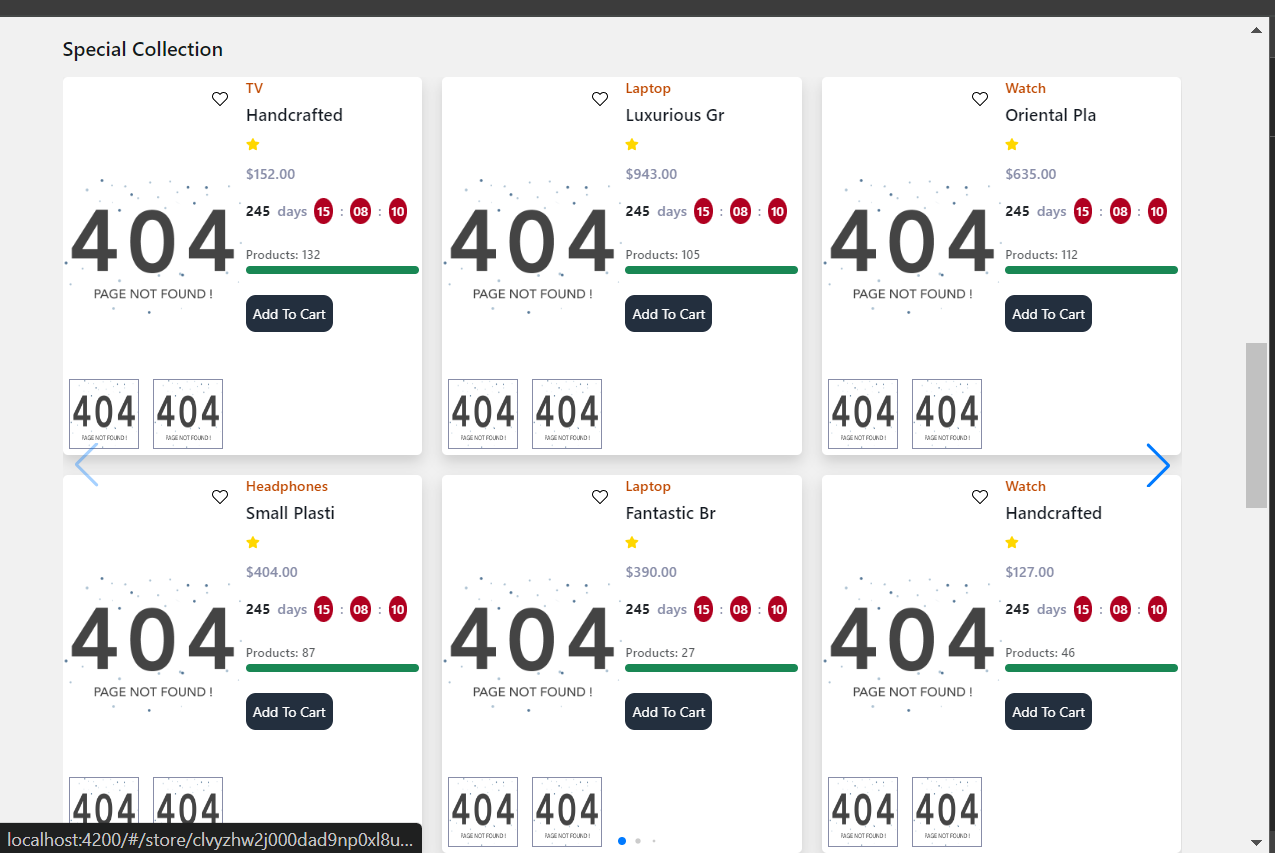 Special Collection
TV
Handcrafted
$152.00
245 days 15 : 08 : 10
404
Products: 132
PAGE NOT FOUND !
Add To Cart
404 404
PAGE NOT FOUND ! PAGE NOT FOUND !
Laptop
Luxurious Gr
$943.00
245 days 15 : 08 : 10
404
Products: 105
PAGE NOT FOUND !
Add To Cart
404 404
PAGE NOT FOUND ! PAGE NOT FOUND !
Watch
Oriental Pla
$635.00
245 days 15 : 08 : 10
404
Products: 112
PAGE NOT FOUND !
Add To Cart
404 404
PAGE NOT FOUND ! PAGE NOT FOUND !
Headphones
Small Plasti
$404.00
245 days 15 : 08 : 10
404
Products: 87
PAGE NOT FOUND !
Add To Cart
404 404
Laptop
Fantastic Br
$390.00
245 days 15 : 08 : 10
404
Products: 27
PAGE NOT FOUND !
Add To Cart
404 404
PAGE NOT FOUND ! PAGE NOT FOUND !
Watch
Handcrafted
$127.00
245 days 15 : 08 : 10
404
Products: 46
PAGE NOT FOUND !
Add To Cart
404 404
PAGE NOT FOUND ! PAGE NOT FOUND !
localhost:4200/#/store/clvyzhw2j000dad9np0xl8u...